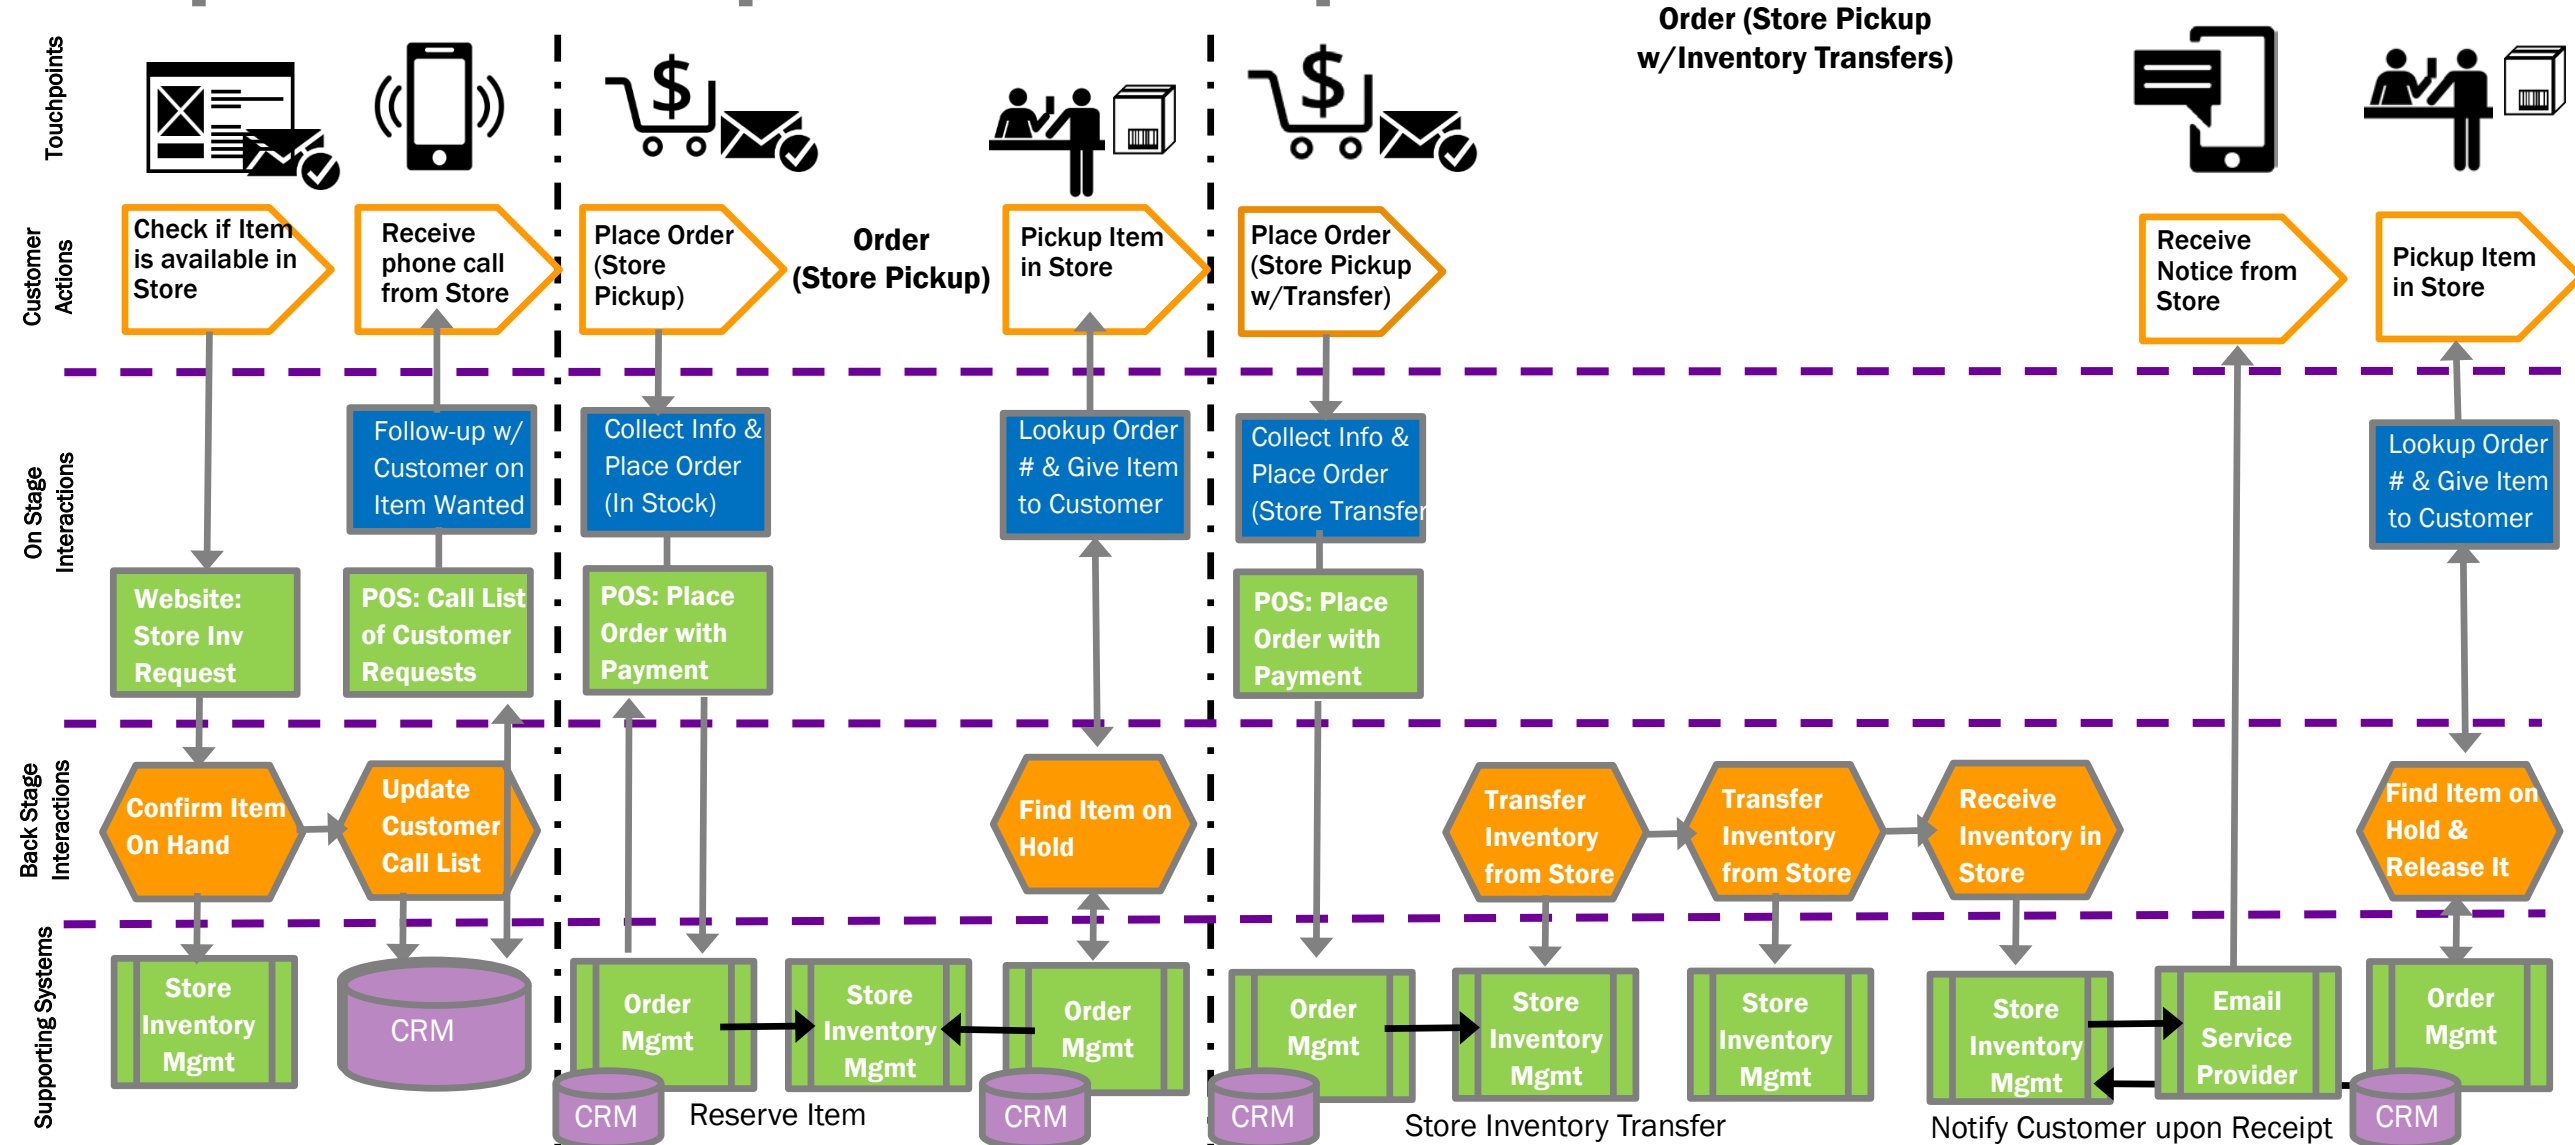 Order (Store Pickup
w/Inventory Transfers)
Touchpoints
$
$
Customer
Actions
Check if Item
is available in
Store
Receive
phone call
from Store
Place Order
(Store
Pickup)
Order
(Store Pickup)
Pickup Item
in Store
Place Order
(Store Pickup
w/Transfer)
Receive
Notice from
Store
Pickup Item
in Store
On Stage
Interactions
Follow-up w/
Customer on
Item Wanted
Collect Info &
Place Order
(In Stock)
Lookup Order
# & Give Item
to Customer
Collect Info &
Place Order
(Store Transfer
Lookup Order
# & Give Item
to Customer
Website:
Store Inv
Request
POS: Call List
of Customer
Requests
POS: Place
Order with
Payment
POS: Place
Order with
Payment
Back Stage
Interactions
Confirm Item
On Hand
Update
Customer
Call List
Find Item on
Hold
Transfer
Inventory
from Store
Transfer
Inventory
from Store
Receive
Inventory in
Store
Find Item on
Hold &
Release It
Supporting Systems
Store
Inventory
Mgmt
CRM
Order
Mgmt
CRM
Store
Inventory
Mgmt
Order
Mgmt
CRM
Reserve Item
Order
Mgmt
CRM
Store
Inventory
Mgmt
Store
Inventory
Mgmt
Store Inventory Transfer
Store
Inventory
Mgmt
Email
Service
Provider
Order
Mgmt
CRM
Notify Customer upon Receipt